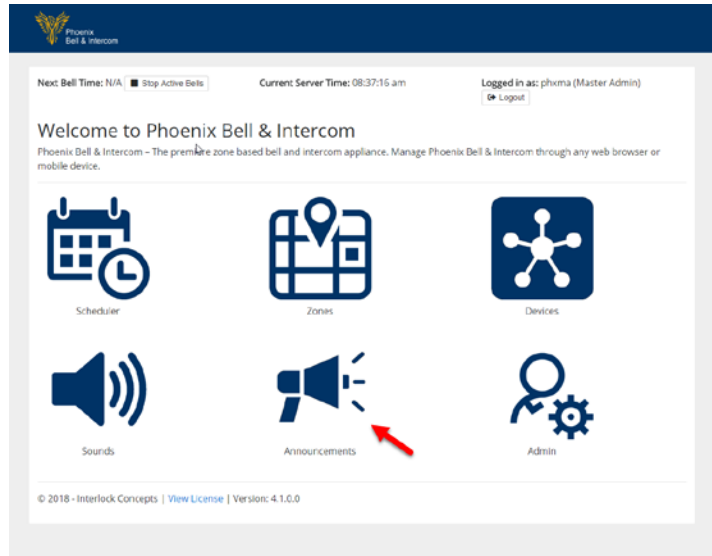 Phoenix
Bell & Intercom
Next Bell Time: N/A Stop Active Bells Current Server Time: 08:37:16 am Logged in as: phxma (Master Admin)
Logout
Welcome to Phoenix Bell & Intercom
Phoenix Bell & Intercom – The premiere zone based bell and intercom appliance. Manage Phoenix Bell & Intercom through any web browser or
mobile device.
Scheduler Zones Devices
Sounds Announcements Admin
© 2018 - Interlock Concepts | View License | Version: 4.1.0.0